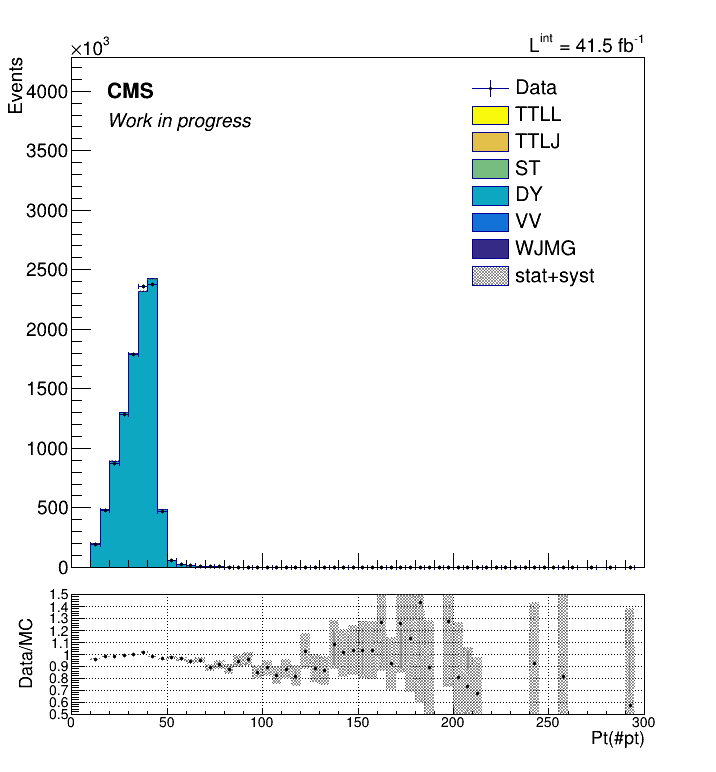 ×10³
L^int = 41.5 fb⁻¹
Events
CMS
Work in progress
Data
TTLL
TTLJ
ST
DY
VV
WJMG
stat+syst
4000
3500
3000
2500
2000
1500
1000
500
0
Data/MC
1.5
1.4
1.3
1.2
1.1
1
0.9
0.8
0.7
0.6
0.5
0 50 100 150 200 250 300
Pt(#pt)